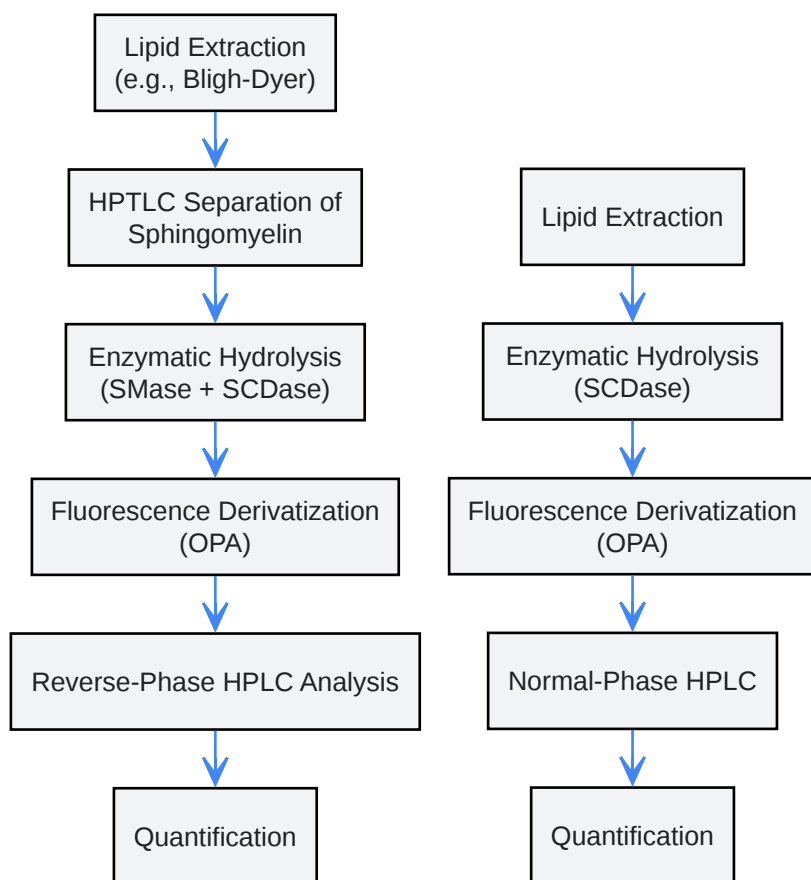 Lipid Extraction
(e.g., Bligh-Dyer)
HPTLC Separation of
Sphingomyelin
Enzymatic Hydrolysis
(SMase + SCDase)
Fluorescence Derivatization
(OPA)
Reverse-Phase HPLC Analysis
Quantification
Lipid Extraction
Enzymatic Hydrolysis
(SCDase)
Fluorescence Derivatization
(OPA)
Normal-Phase HPLC
Quantification